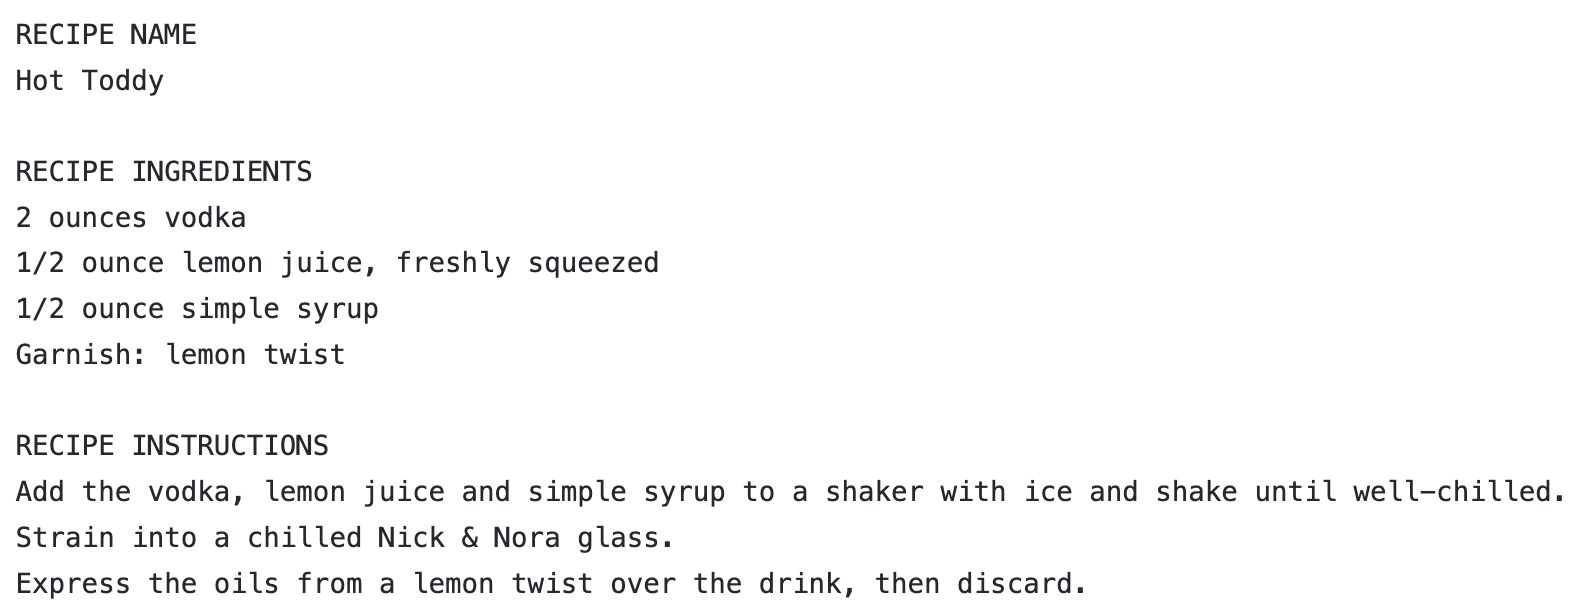 RECIPE NAME
Hot Toddy
RECIPE INGREDIENTS
2 ounces vodka
1/2 ounce lemon juice, freshly squeezed
1/2 ounce simple syrup
Garnish: lemon twist
RECIPE INSTRUCTIONS
Add the vodka, lemon juice and simple syrup to a shaker with ice and shake until well-chilled.
Strain into a chilled Nick & Nora glass.
Express the oils from a lemon twist over the drink, then discard.